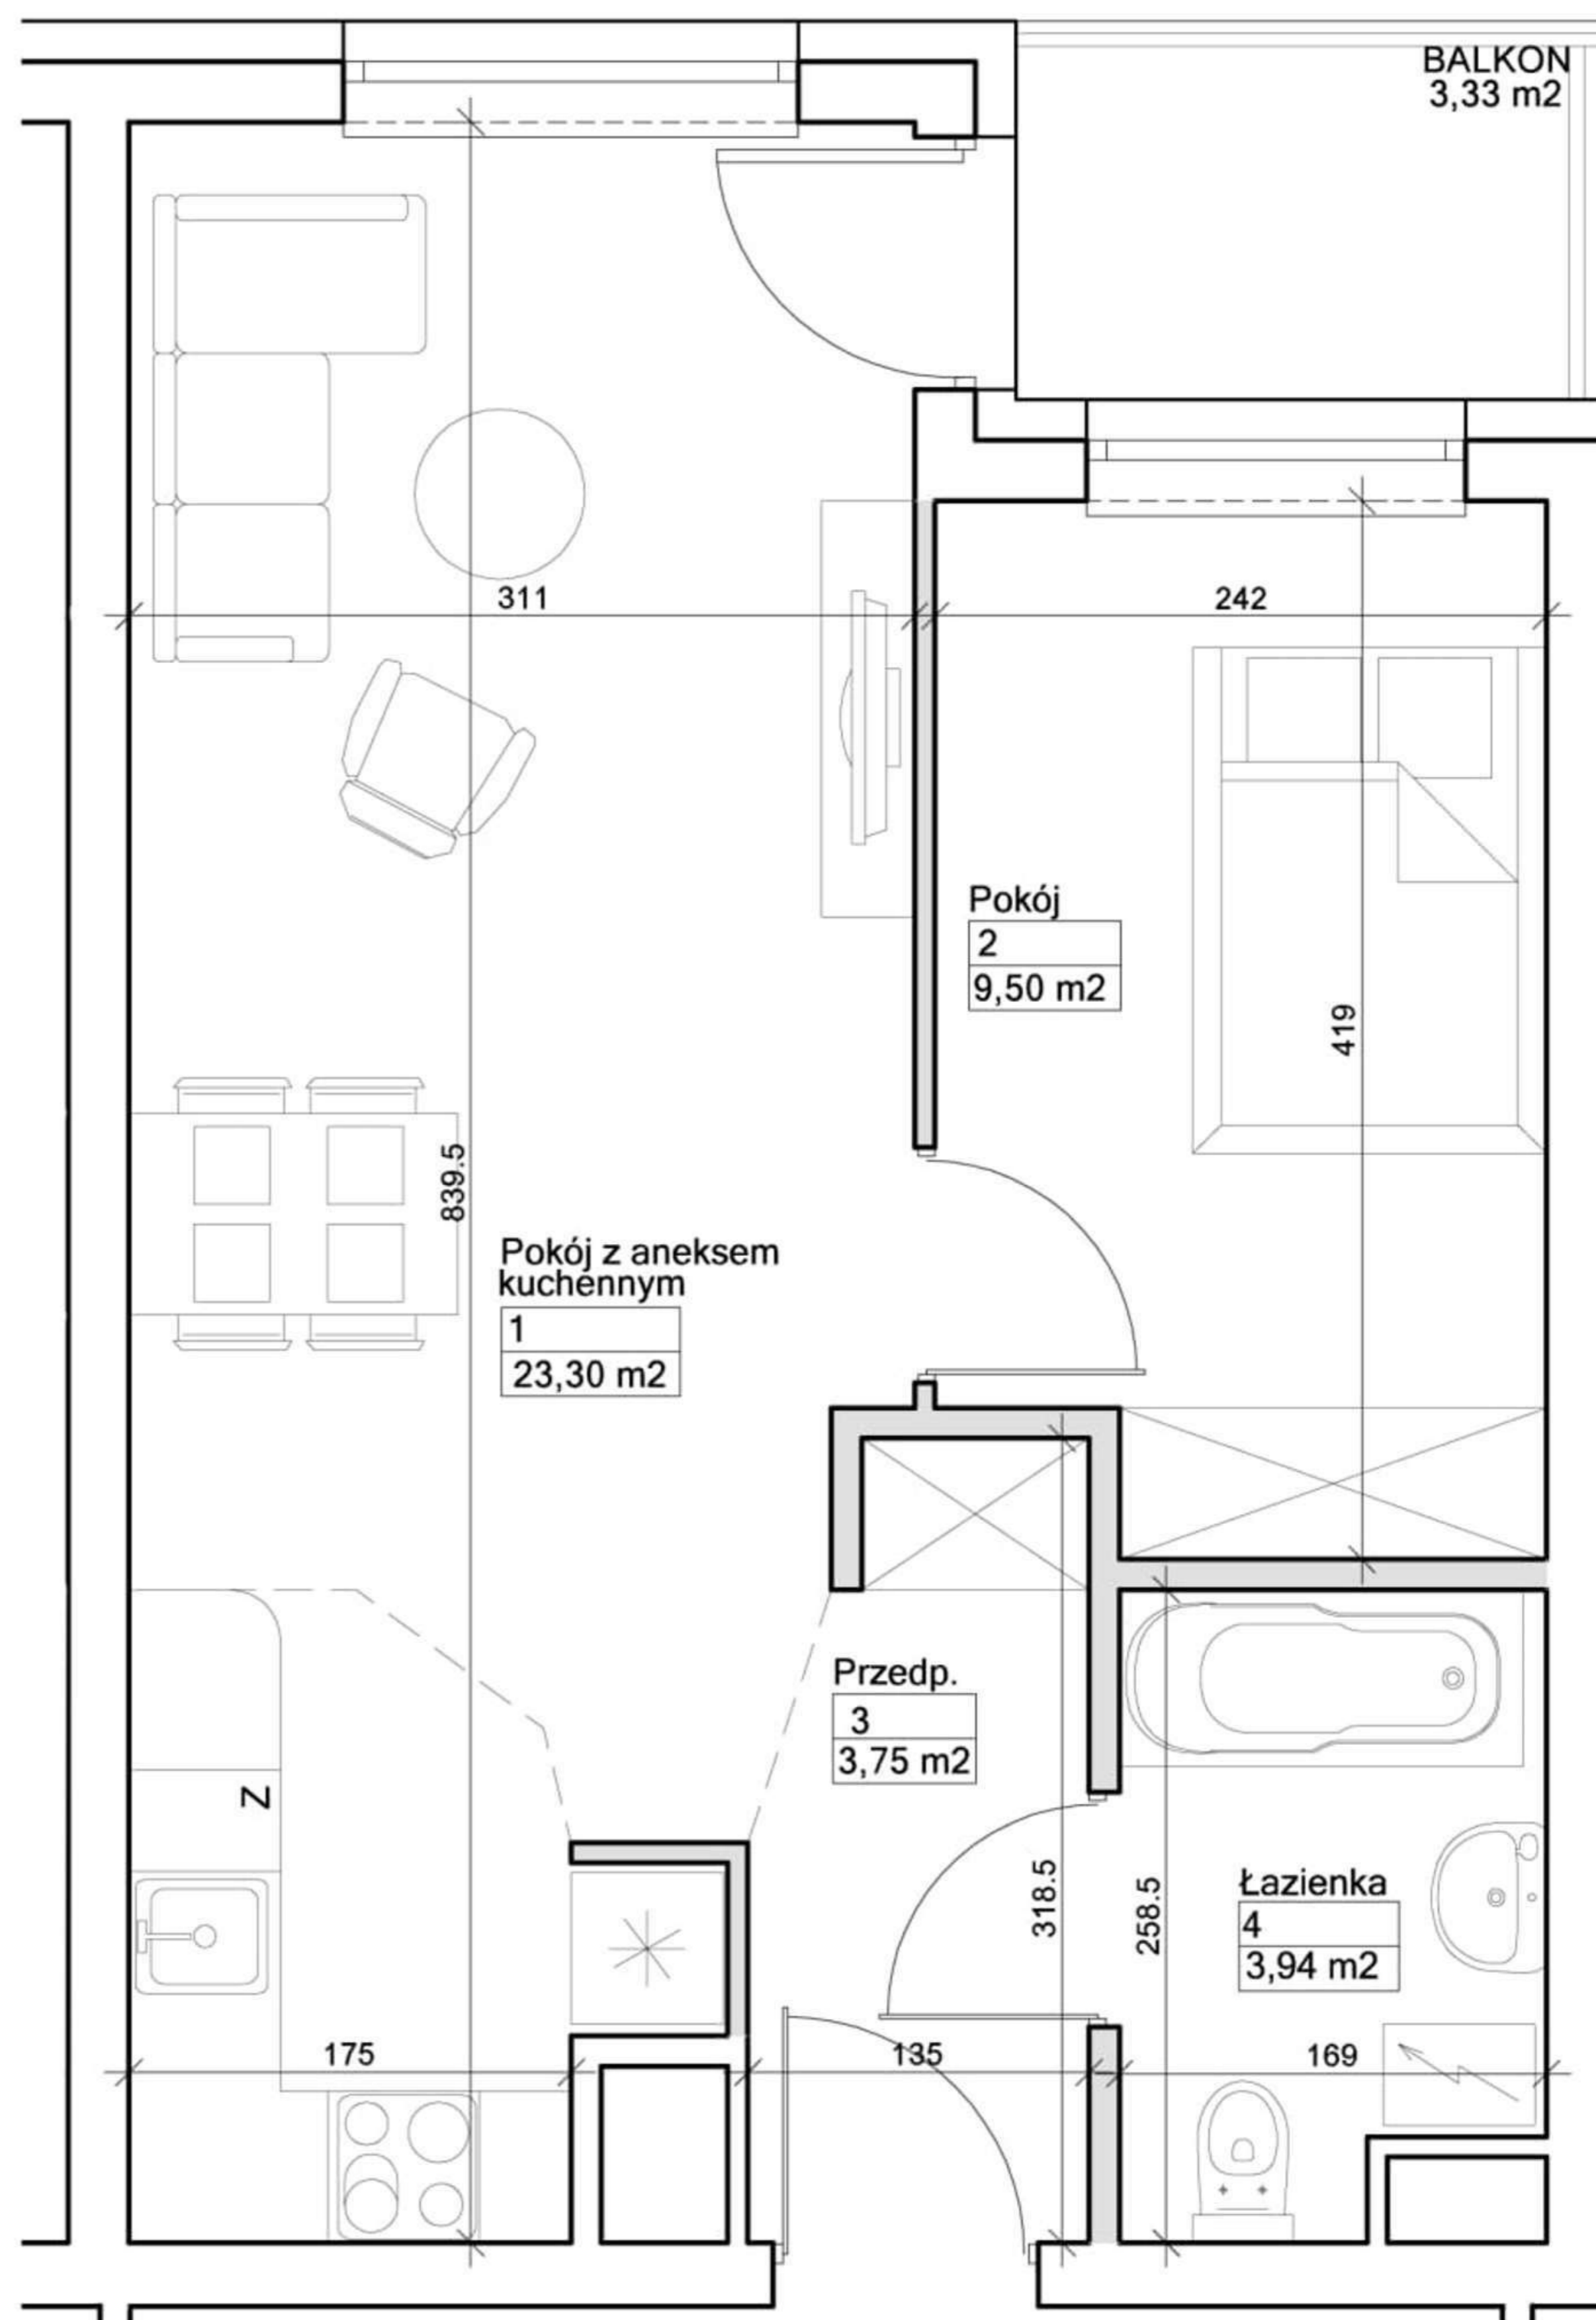 BALKON
3,33 m2
311
242
Pokój
2
9,50 m2
419
839.5
Pokój z aneksem
kuchennym
1
23,30 m2
Przedp.
3
3,75 m2
Z
318.5
258.5
Łazienka
4
3,94 m2
175
135
169